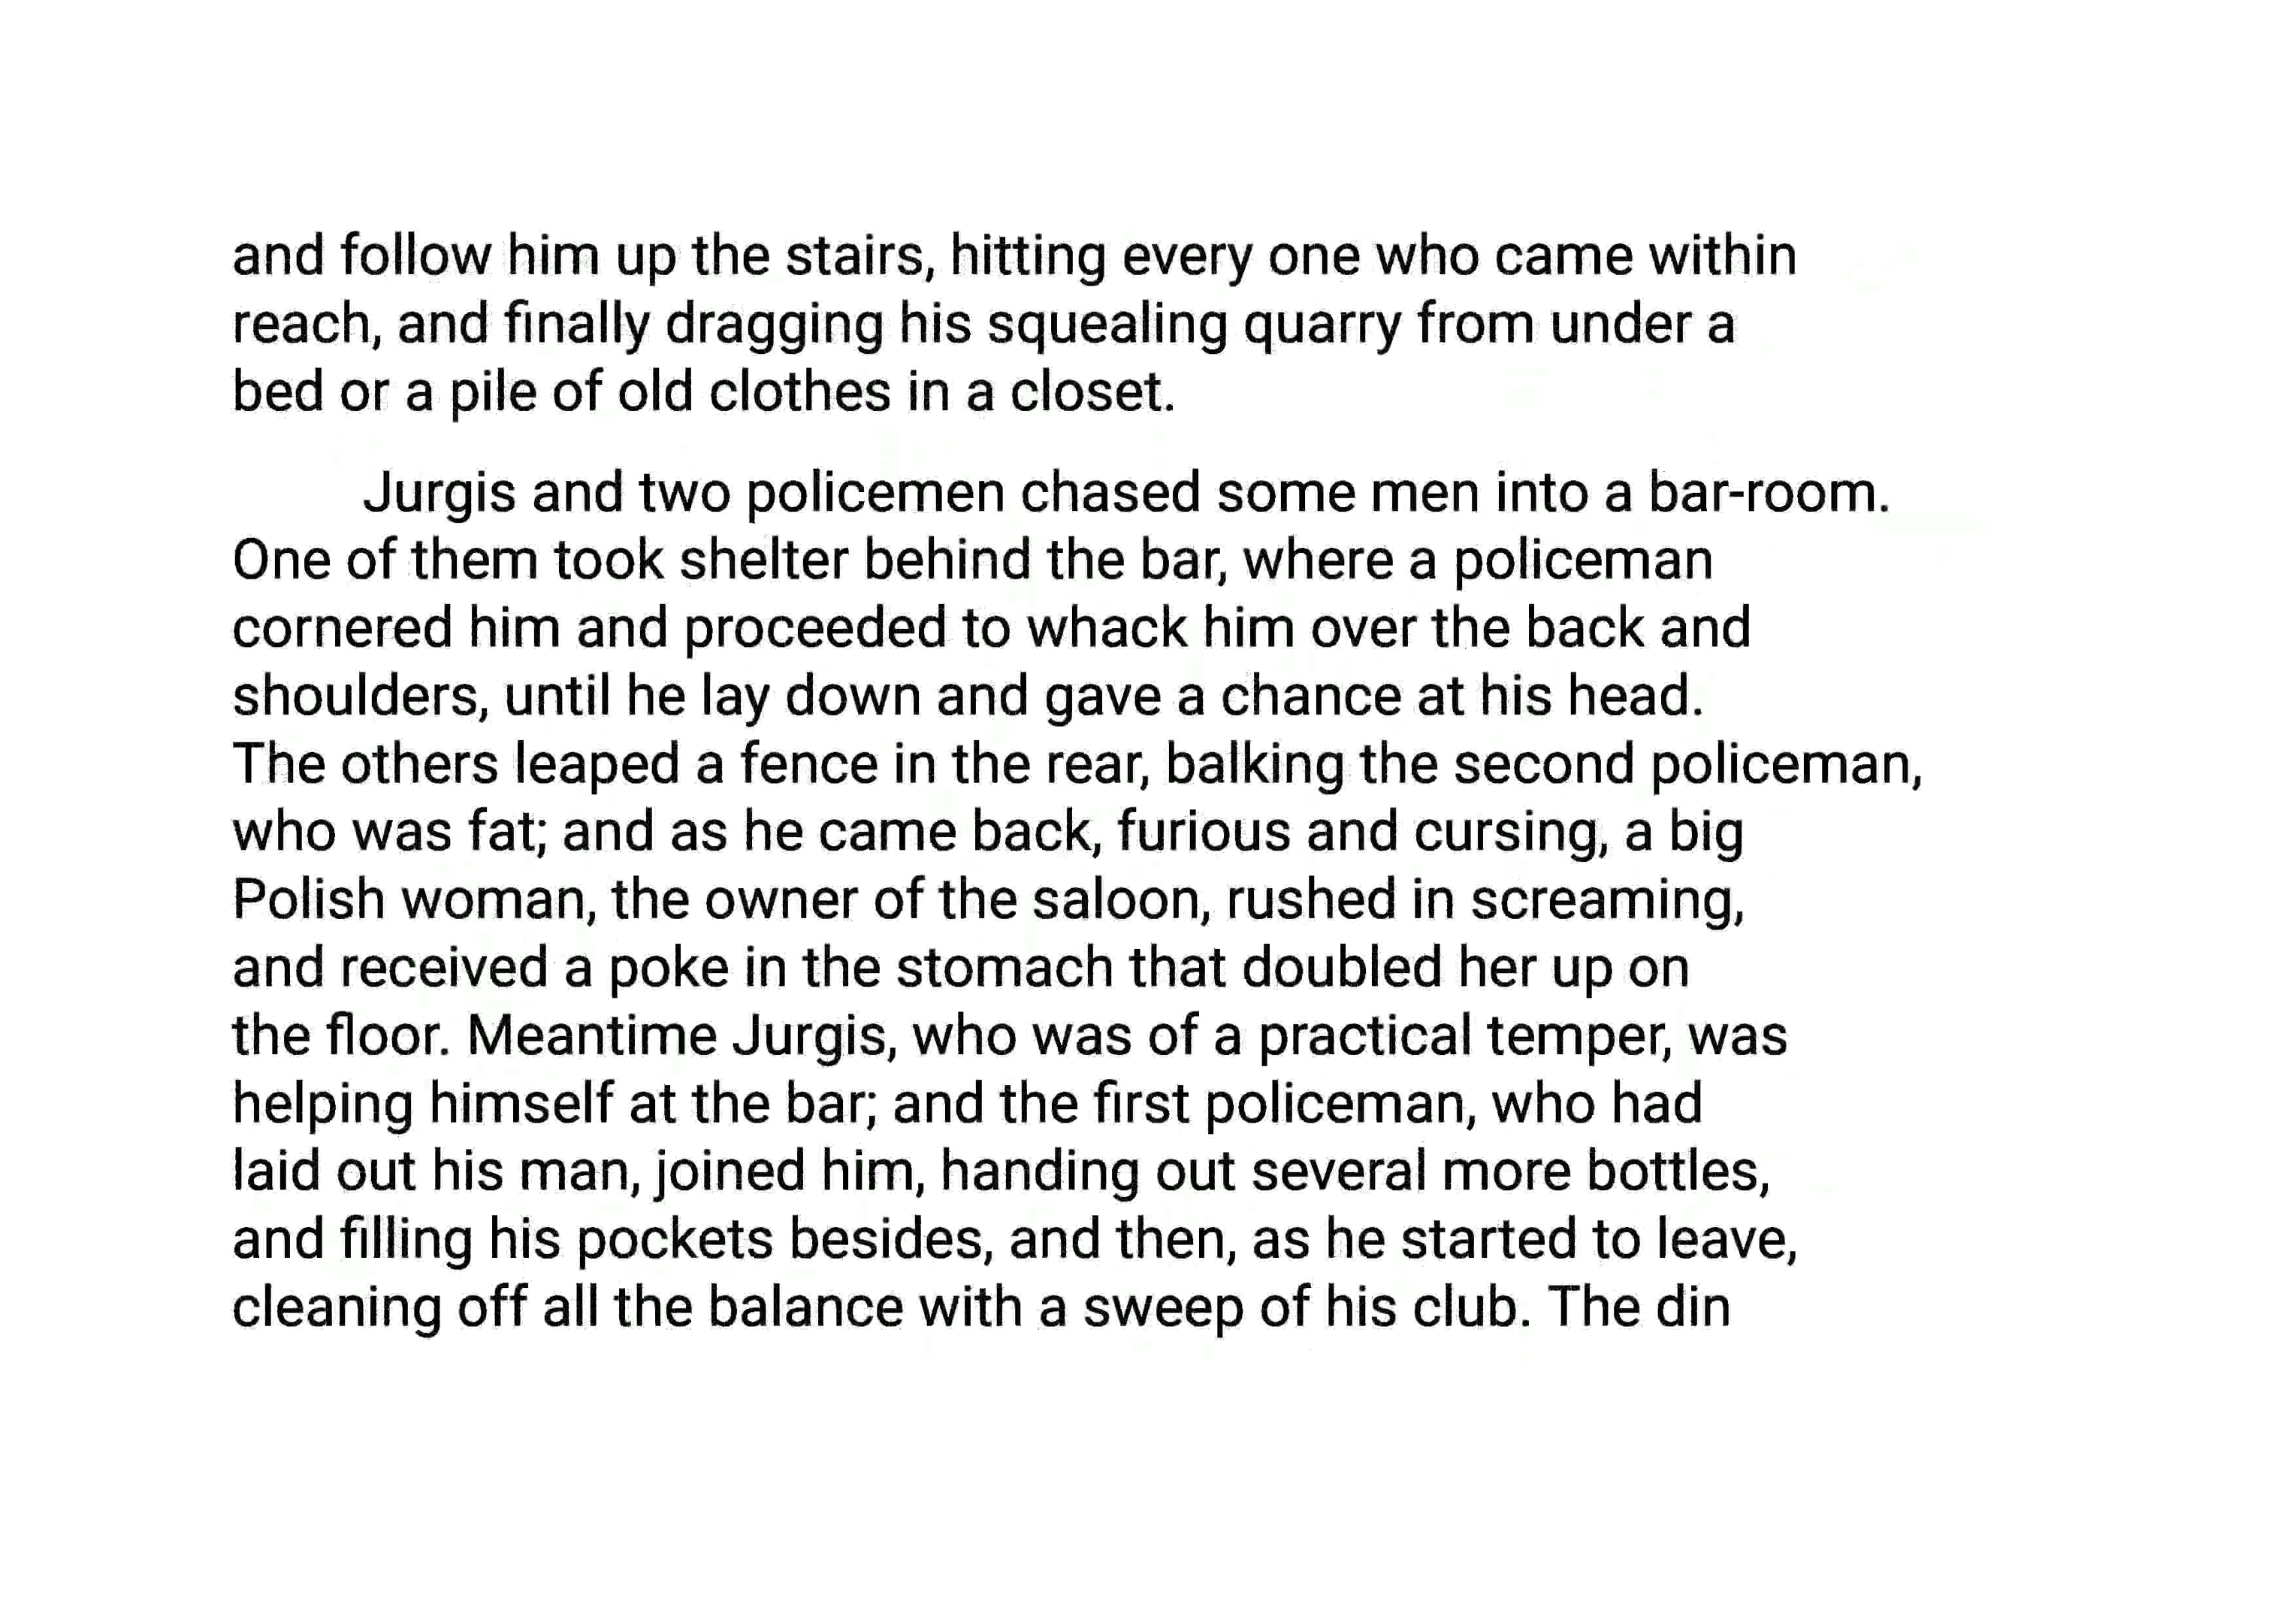 and follow him up the stairs, hitting every one who came within
reach, and finally dragging his squealing quarry from under a
bed or a pile of old clothes in a closet.
Jurgis and two policemen chased some men into a bar-room.
One of them took shelter behind the bar, where a policeman
cornered him and proceeded to whack him over the back and
shoulders, until he lay down and gave a chance at his head.
The others leaped a fence in the rear, balking the second policeman,
who was fat; and as he came back, furious and cursing, a big
Polish woman, the owner of the saloon, rushed in screaming,
and received a poke in the stomach that doubled her up on
the floor. Meantime Jurgis, who was of a practical temper, was
helping himself at the bar; and the first policeman, who had
laid out his man, joined him, handing out several more bottles,
and filling his pockets besides, and then, as he started to leave,
cleaning off all the balance with a sweep of his club. The din